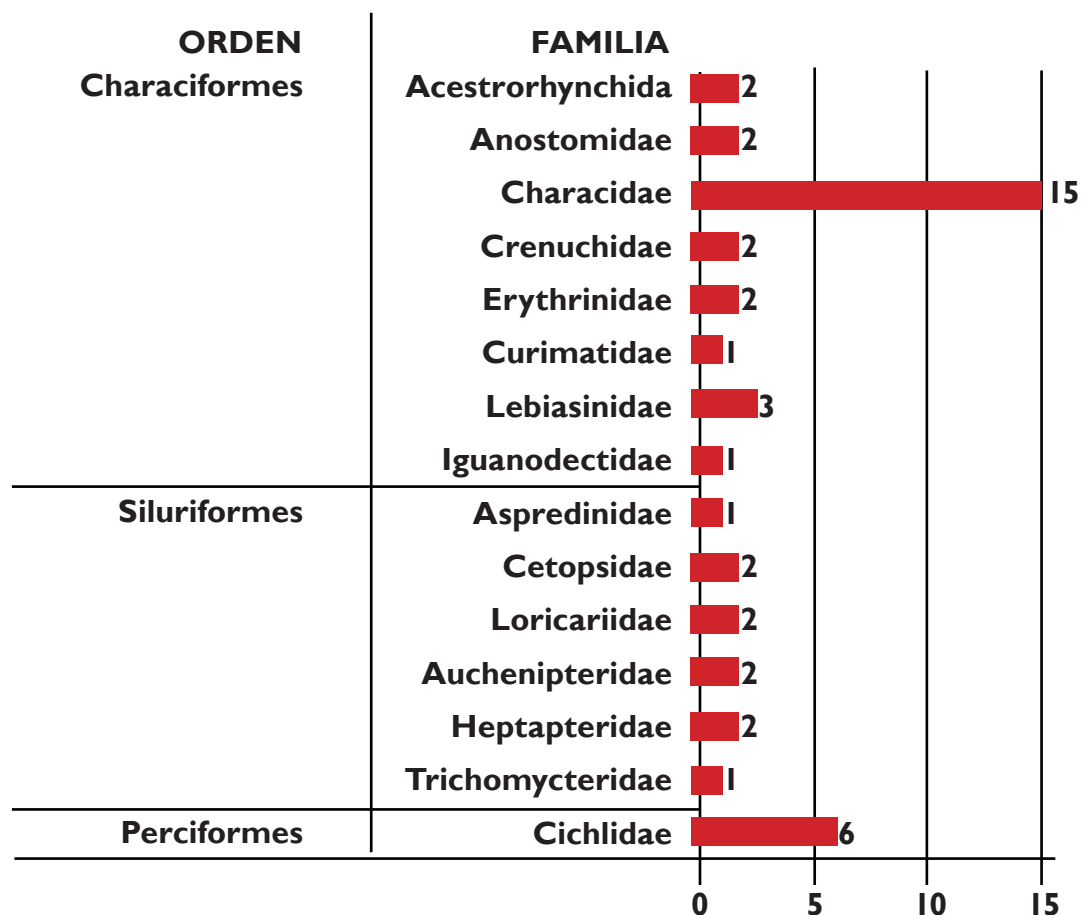 ORDEN FAMILIA
Characiformes Acestrorhynchida 2
Anostomidae 2
Characidae 15
Crenuchidae 2
Erythrinidae 2
Curimatidae 1
Lebiasinidae 3
Iguanodectidae 1
Siluriformes Aspredinidae 1
Cetopsidae 2
Loricariidae 2
Auchenipteridae 2
Heptapteridae 2
Trichomycteridae 1
Perciformes Cichlidae 6
0 5 10 15